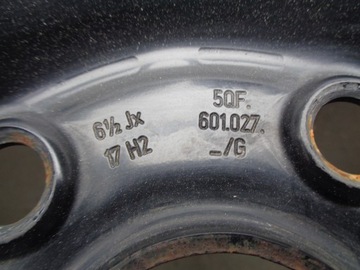 6½ Jx
17 H2
5QF.
601.027.
_/G